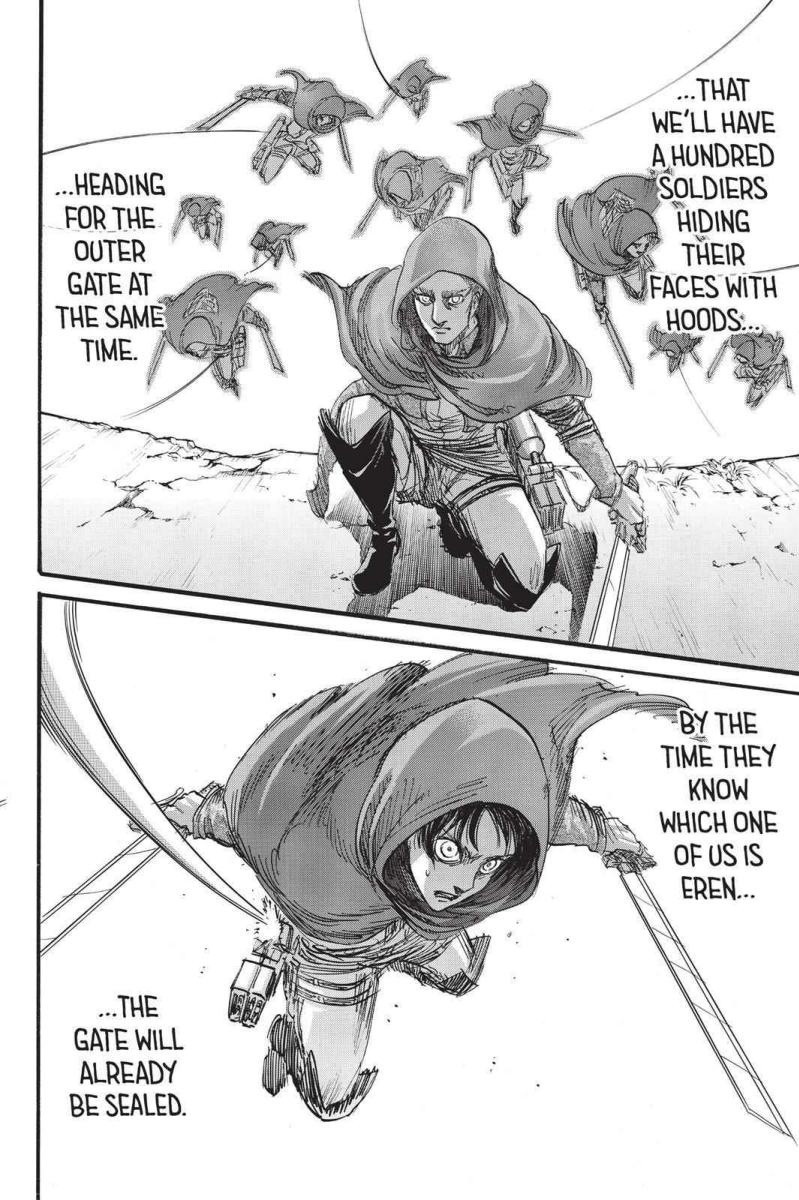 ...THAT
WE'LL HAVE
A HUNDRED
SOLDIERS
HIDING
THEIR
FACES WITH
HOODS...
...HEADING
FOR THE
OUTER
GATE AT
THE SAME
TIME.
BY THE
TIME THEY
KNOW
WHICH ONE
OF US IS
EREN...
...THE
GATE WILL
ALREADY
BE SEALED.